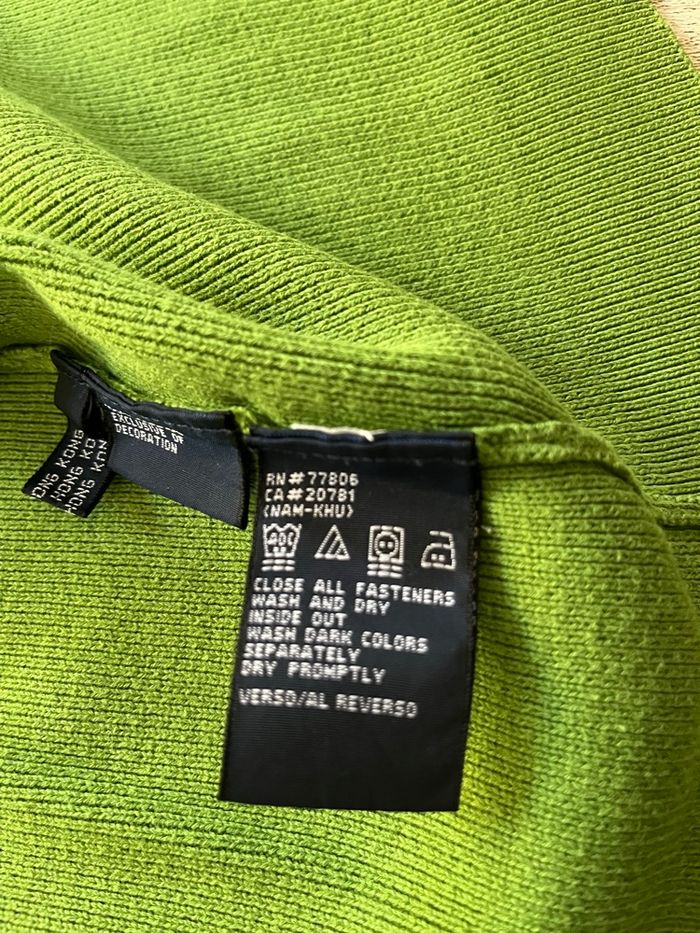 EXCLUSIVE OF
DECORATION
HONG KONG
HONG KO
HONG KON
RN#77806
CA#20781
(NAM-KHU)
CLOSE ALL FASTENERS
WASH AND DRY
INSIDE OUT
WASH DARK COLORS
SEPARATELY
DRY PROMPTLY
VERSO/AL REVERSO